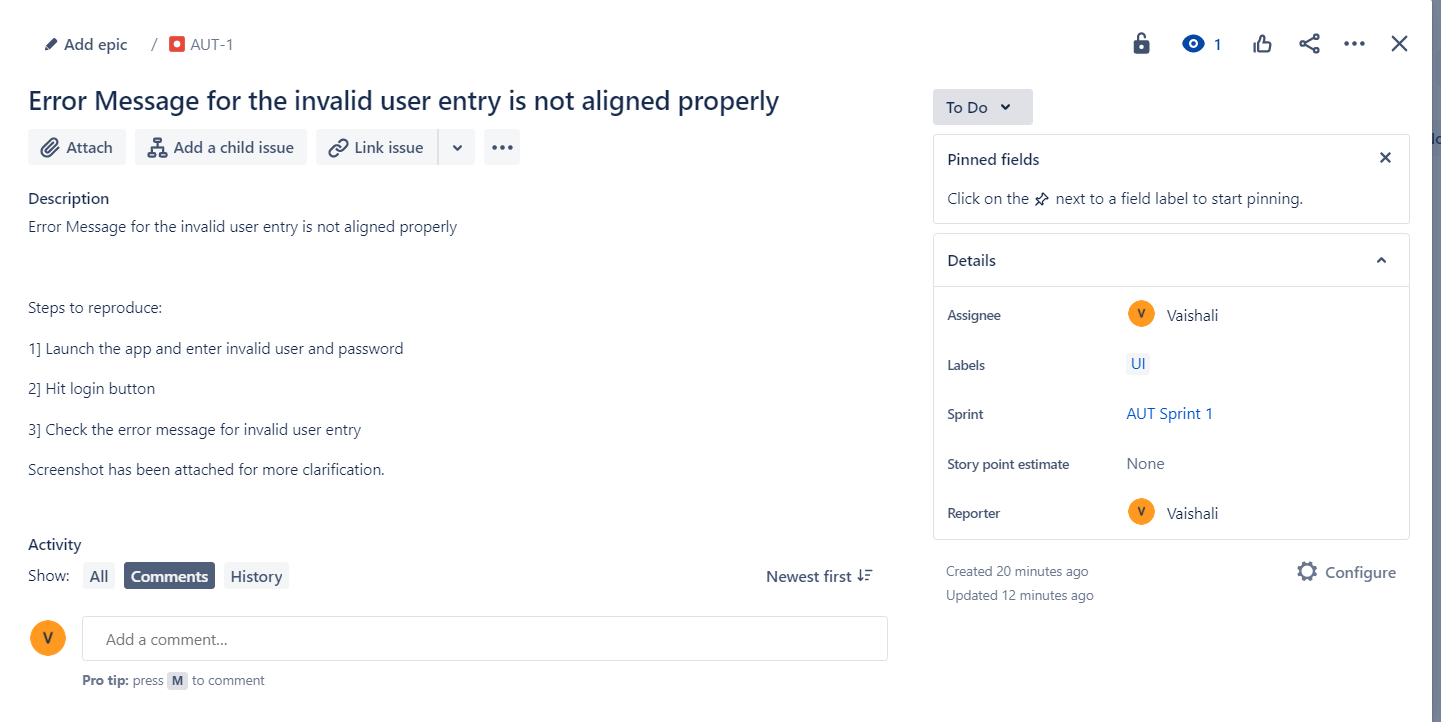 Add epic / AUT-1
1
Error Message for the invalid user entry is not aligned properly
Attach
Add a child issue
Link issue
Description
Error Message for the invalid user entry is not aligned properly
Steps to reproduce:
1] Launch the app and enter invalid user and password
2] Hit login button
3] Check the error message for invalid user entry
Screenshot has been attached for more clarification.
Activity
Show: All Comments History
Newest first
V
Add a comment...
Pro tip: press M to comment
To Do
Pinned fields
Click on the next to a field label to start pinning.
Details
Assignee V Vaishali
Labels UI
Sprint AUT Sprint 1
Story point estimate None
Reporter V Vaishali
Created 20 minutes ago
Configure
Updated 12 minutes ago